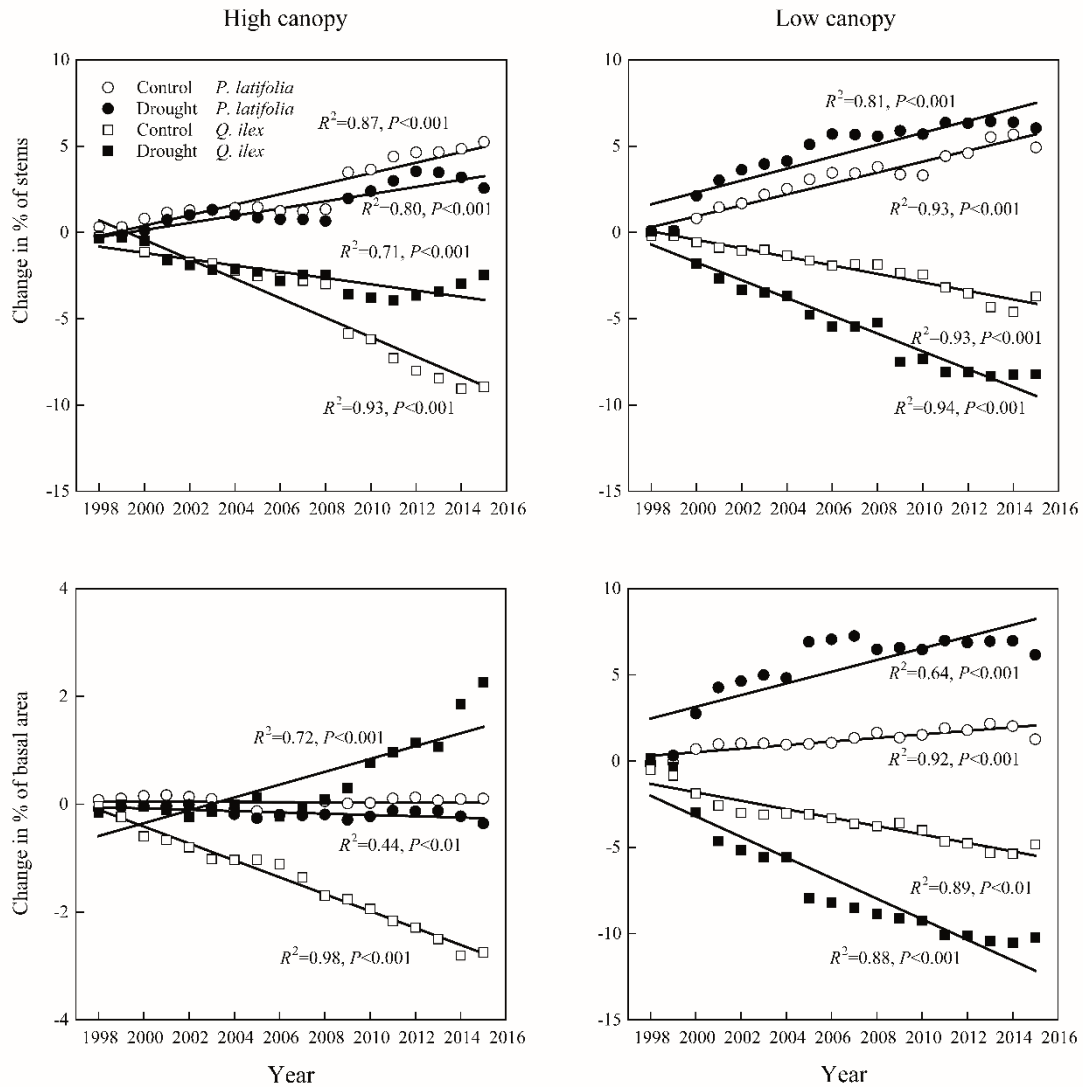 High canopy
Low canopy
Change in % of stems
10
5
0
-5
-10
-15
Control P. latifolia
Drought P. latifolia
Control Q. ilex
Drought Q. ilex
R²=0.87, P<0.001
R²=0.80, P<0.001
R²=0.71, P<0.001
R²=0.93, P<0.001
1998 2000 2002 2004 2006 2008 2010 2012 2014 2016
10
5
0
-5
-10
-15
R²=0.81, P<0.001
R²=0.93, P<0.001
R²=0.93, P<0.001
R²=0.94, P<0.001
1998 2000 2002 2004 2006 2008 2010 2012 2014 2016
Change in % of basal area
4
2
0
-2
-4
R²=0.72, P<0.001
R²=0.44, P<0.01
R²=0.98, P<0.001
1998 2000 2002 2004 2006 2008 2010 2012 2014 2016
Year
10
5
0
-5
-10
-15
R²=0.64, P<0.001
R²=0.92, P<0.001
R²=0.89, P<0.01
R²=0.88, P<0.001
1998 2000 2002 2004 2006 2008 2010 2012 2014 2016
Year